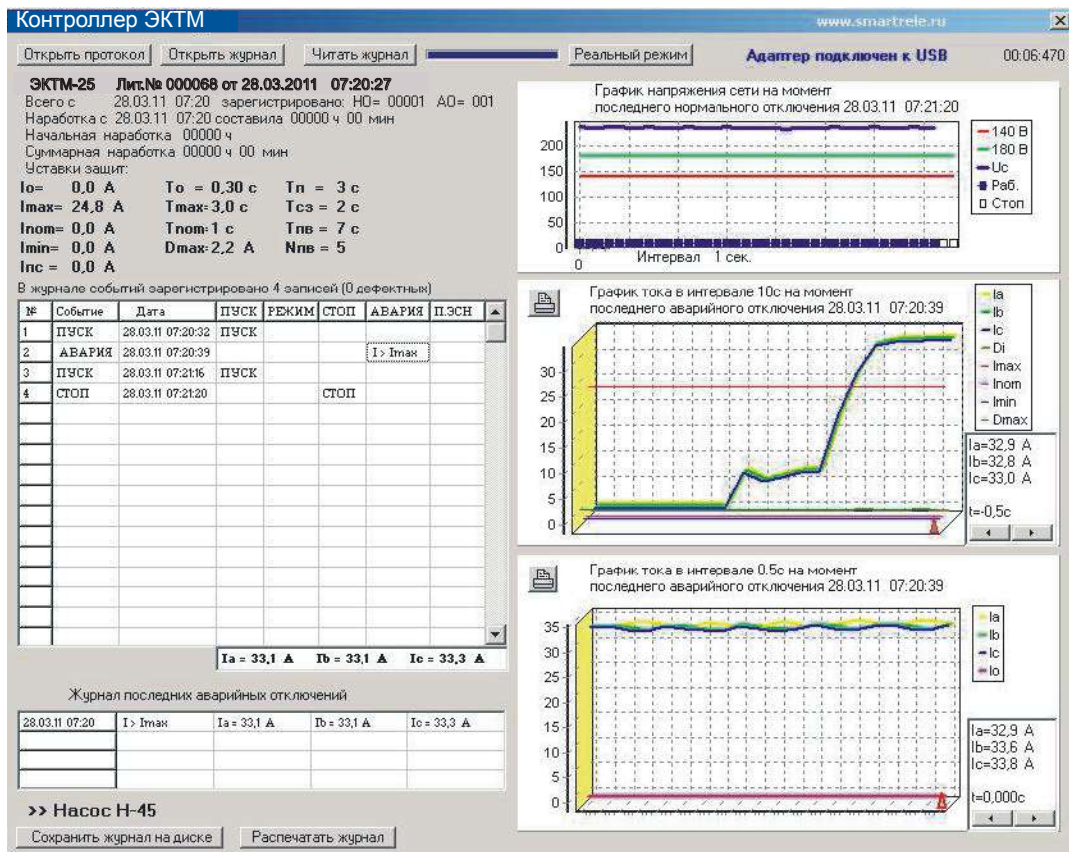 Контроллер ЭКТМ
www.smartrele.ru
Открыть протокол Открыть журнал Читать журнал Реальный режим Адаптер подключен к USB 00:06:470
ЭКТМ-25 Лит.№ 000068 от 28.03.2011 07:20:27
Всего с 28.03.11 07:20 зарегистрировано: НО= 00001 АО= 001
Наработка с 28.03.11 07:20 составила 00000 ч 00 мин
Начальная наработка 00000 ч
Суммарная наработка 00000 ч 00 мин
Уставки защит:
Io= 0,0 А To = 0,30 с Тп = 3 с
Imax= 24,8 А Tmax= 3,0 с Тсз = 2 с
Inom= 0,0 А Tnom= 1 с Тпв = 7 с
Imin= 0,0 А Dmax= 2,2 А Nпв = 5
Iпс = 0,0 А
В журнале событий зарегистрировано 4 записей (0 дефектных)
№ Событие Дата ПУСК РЕЖИМ СТОП АВАРИЯ П.ЭСН
1 ПУСК 28.03.11 07:20:32 ПУСК
2 АВАРИЯ 28.03.11 07:20:39 I > Imax
3 ПУСК 28.03.11 07:21:16 ПУСК
4 СТОП 28.03.11 07:21:20 СТОП
Ia = 33,1 А Ib = 33,1 А Ic = 33,3 А
Журнал последних аварийных отключений
28.03.11 07:20 I > Imax Ia = 33,1 А Ib = 33,1 А Ic = 33,3 А
>> Насос Н-45
Сохранить журнал на диске Распечатать журнал
График напряжения сети на момент
последнего нормального отключения 28.03.11 07:21:20
200
150
100
50
0
0
Интервал 1 сек.
140 В
180 В
Uc
Раб.
Стоп
График тока в интервале 10с на момент
последнего аварийного отключения 28.03.11 07:20:39
30
25
20
15
10
5
0
Ia
Ib
Ic
Di
Imax
Inom
Imin
Dmax
Ia=32,9 А
Ib=32,8 А
Ic=33,0 А
t=-0,5с
График тока в интервале 0.5с на момент
последнего аварийного отключения 28.03.11 07:20:39
35
30
25
20
15
10
5
0
Ia
Ib
Ic
Io
Ia=32,9 А
Ib=33,6 А
Ic=33,8 А
t=0,000с